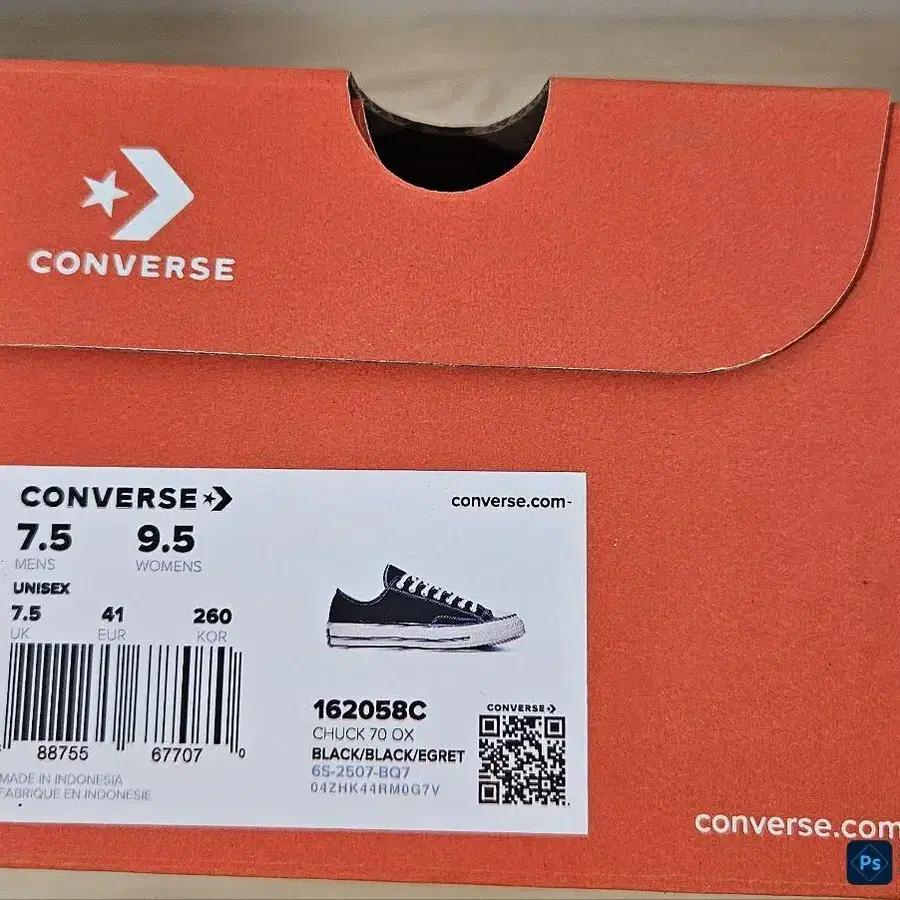 CONVERSE
CONVERSE
converse.com
7.5 9.5
MENS WOMENS
UNISEX
7.5 41 260
UK EUR KOR
88755 67707 0
MADE IN INDONESIA
FABRIQUE EN INDONESIE
162058C
CHUCK 70 OX
BLACK/BLACK/EGRET
6S-2507-BQ7
04ZHK44RM0G7V
CONVERSE
converse.com
Ps